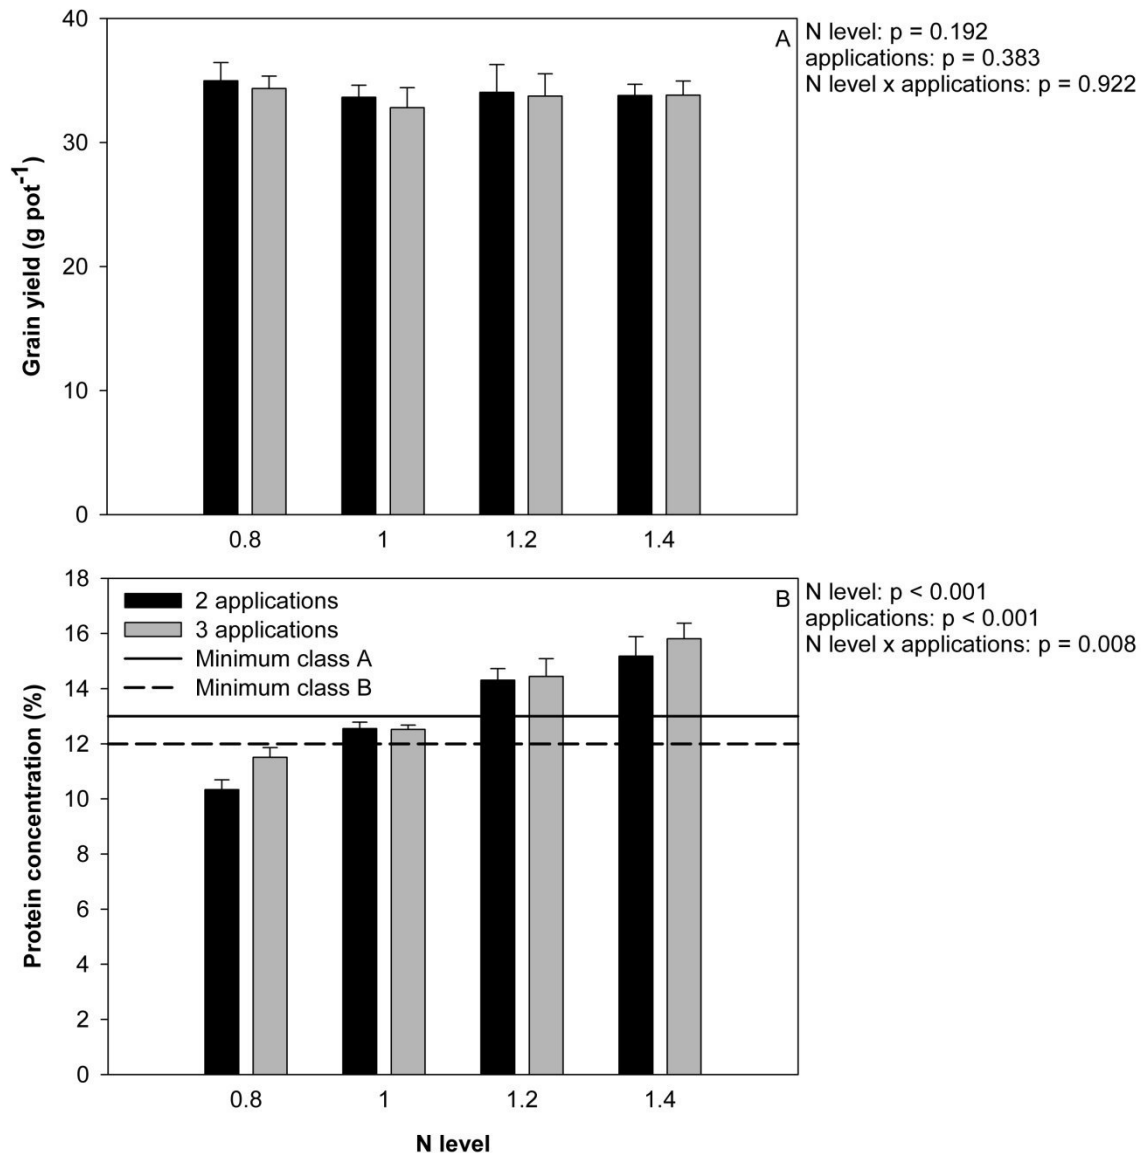 40
30
20
10
0
Grain yield (g pot-1)
A
N level: p = 0.192
applications: p = 0.383
N level x applications: p = 0.922
0.8
1
1.2
1.4
18
16
14
12
10
8
6
4
2
0
Protein concentration (%)
2 applications
3 applications
Minimum class A
Minimum class B
B
N level: p < 0.001
applications: p < 0.001
N level x applications: p = 0.008
0.8
1
1.2
1.4
N level